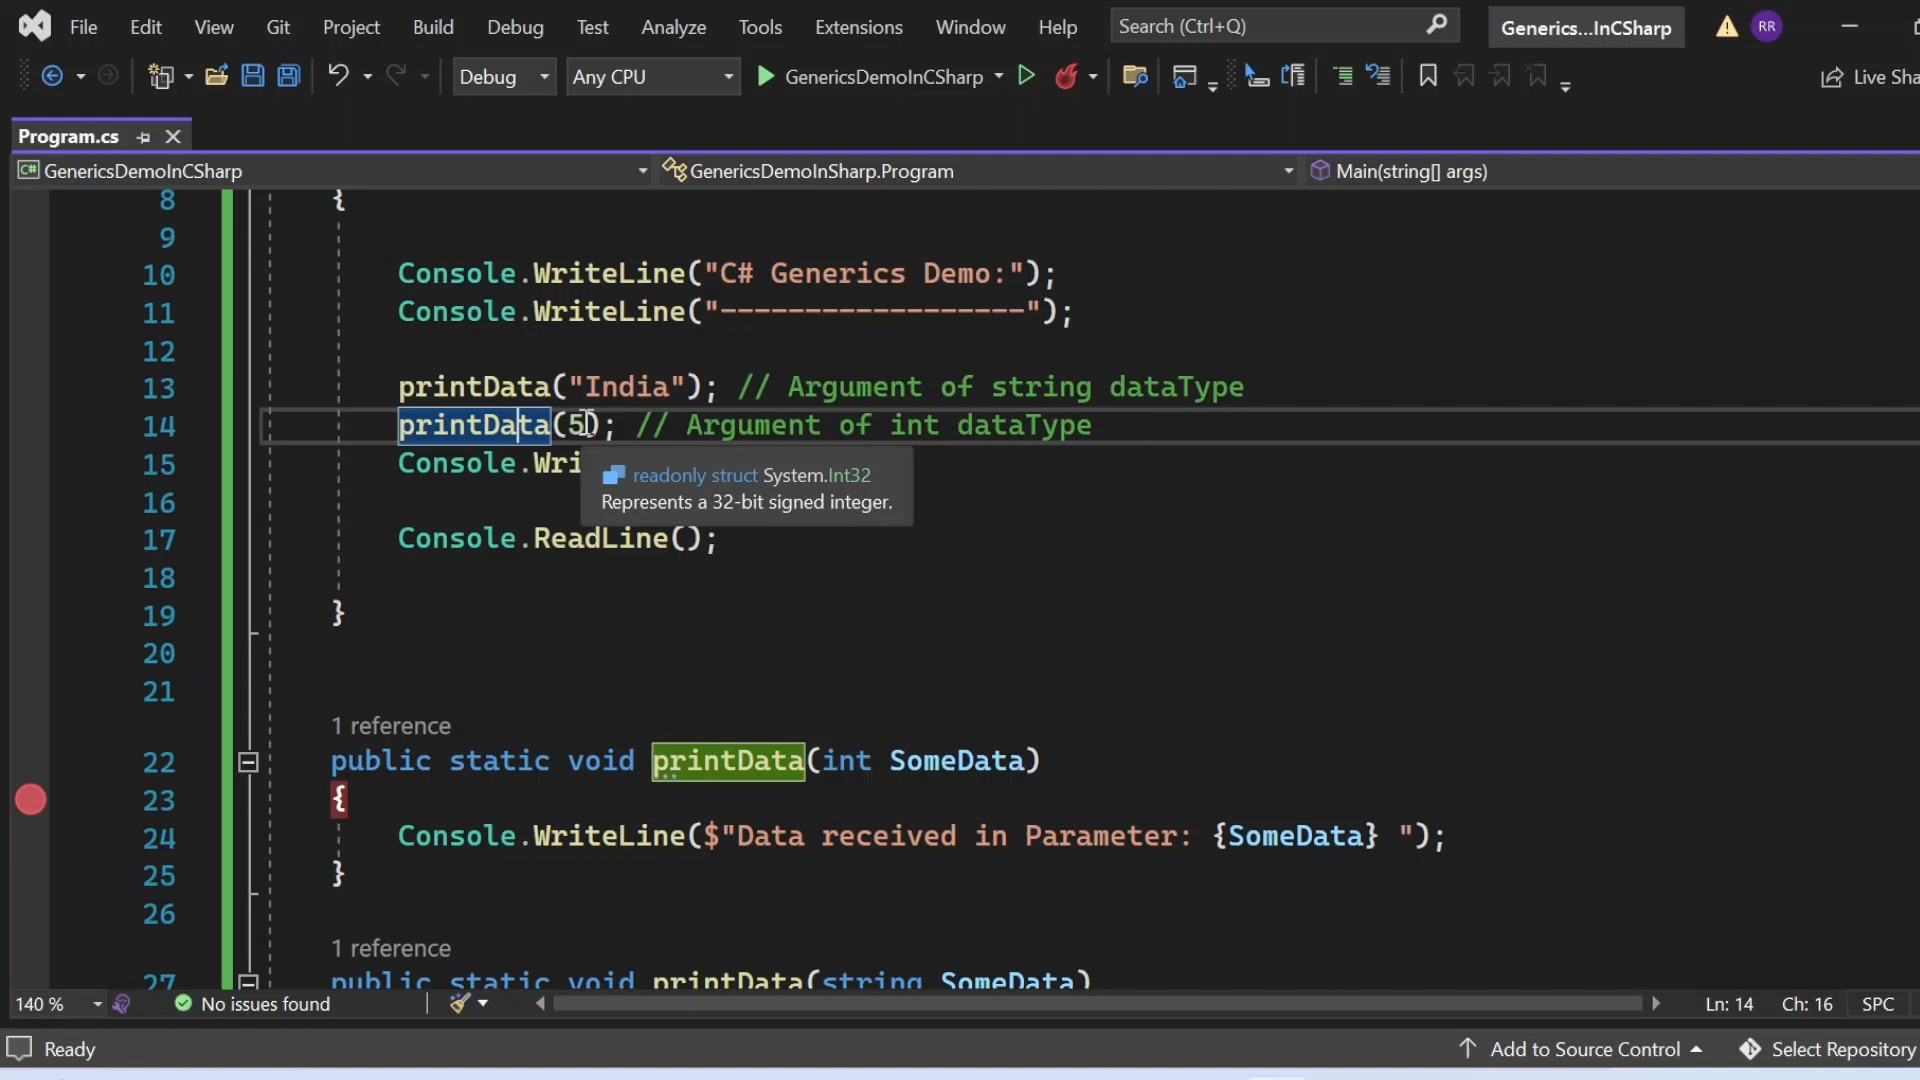 File Edit View Git Project Build Debug Test Analyze Tools Extensions Window Help Search (Ctrl+Q) Generics...InCSharp RR
Debug Any CPU GenericsDemoInCSharp Live Sha
Program.cs
C# GenericsDemoInCSharp GenericsDemoInSharp.Program Main(string[] args)
8 {
9
10 Console.WriteLine("C# Generics Demo:");
11 Console.WriteLine("------------------");
12
13 printData("India"); // Argument of string dataType
14 printData(5); // Argument of int dataType
15 Console.Wri
readonly struct System.Int32
Represents a 32-bit signed integer.
16
17 Console.ReadLine();
18
19 }
20
21
1 reference
22 public static void printData(int SomeData)
23 {
24 Console.WriteLine($"Data received in Parameter: {SomeData} ");
25 }
26
1 reference
27 public static void printData(string SomeData)
140 % No issues found Ln: 14 Ch: 16 SPC
Ready Add to Source Control Select Repository